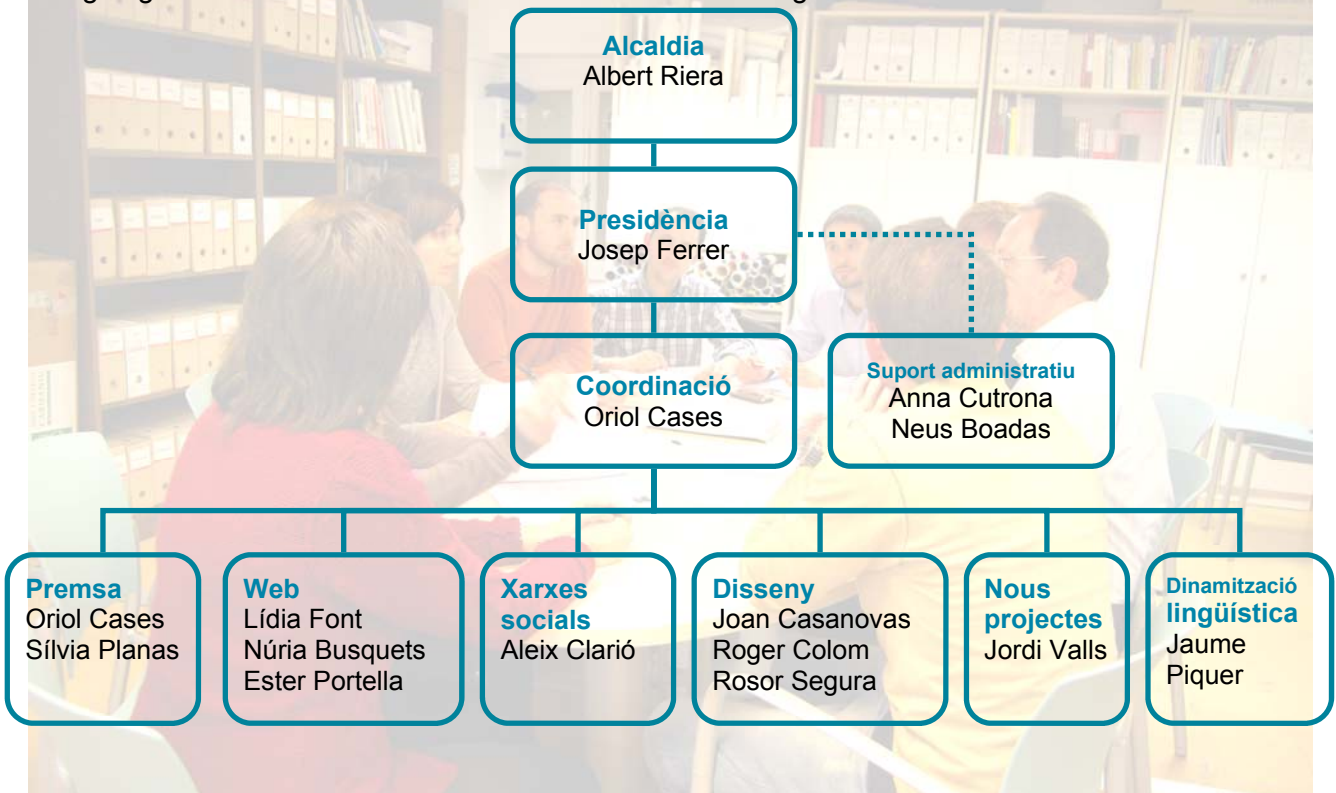 Alcaldia
Albert Riera
Presidència
Josep Ferrer
Coordinació
Oriol Cases
Suport administratiu
Anna Cutrona
Neus Boadas
Premsa
Oriol Cases
Sílvia Planas
Web
Lídia Font
Núria Busquets
Ester Portella
Xarxes
socials
Aleix Clarió
Disseny
Joan Casanovas
Roger Colom
Rosor Segura
Nous
projectes
Jordi Valls
Dinamització
lingüística
Jaume
Piquer